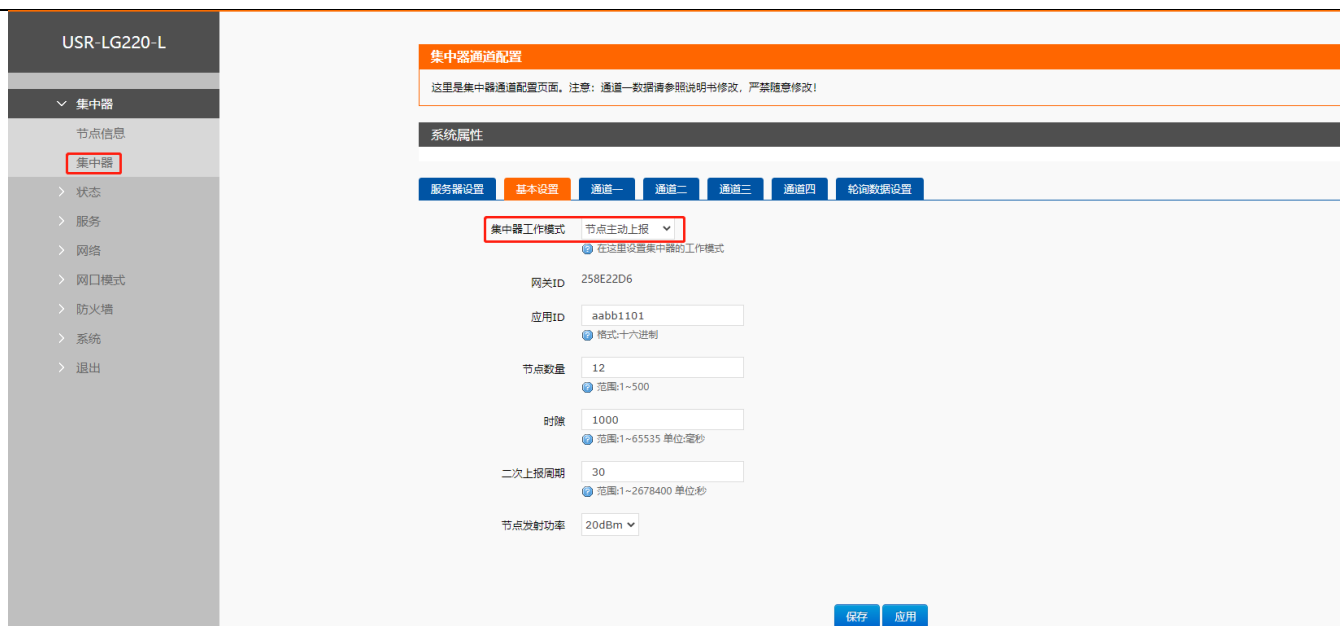 USR-LG220-L
集中器
节点信息
集中器
状态
服务
网络
网口模式
防火墙
系统
退出
集中器通道配置
这里是集中器通道配置页面。注意：通道一数据请参照说明书修改，严禁随意修改！
系统属性
服务器设置 基本设置 通道一 通道二 通道三 通道四 轮询数据设置
集中器工作模式 节点主动上报
在这里设置集中器的工作模式
网关ID 258E22D6
应用ID aabb1101
格式:十六进制
节点数量 12
范围:1~500
时隙 1000
范围:1~65535 单位:毫秒
二次上报周期 30
范围:1~2678400 单位:秒
节点发射功率 20dBm
保存 应用